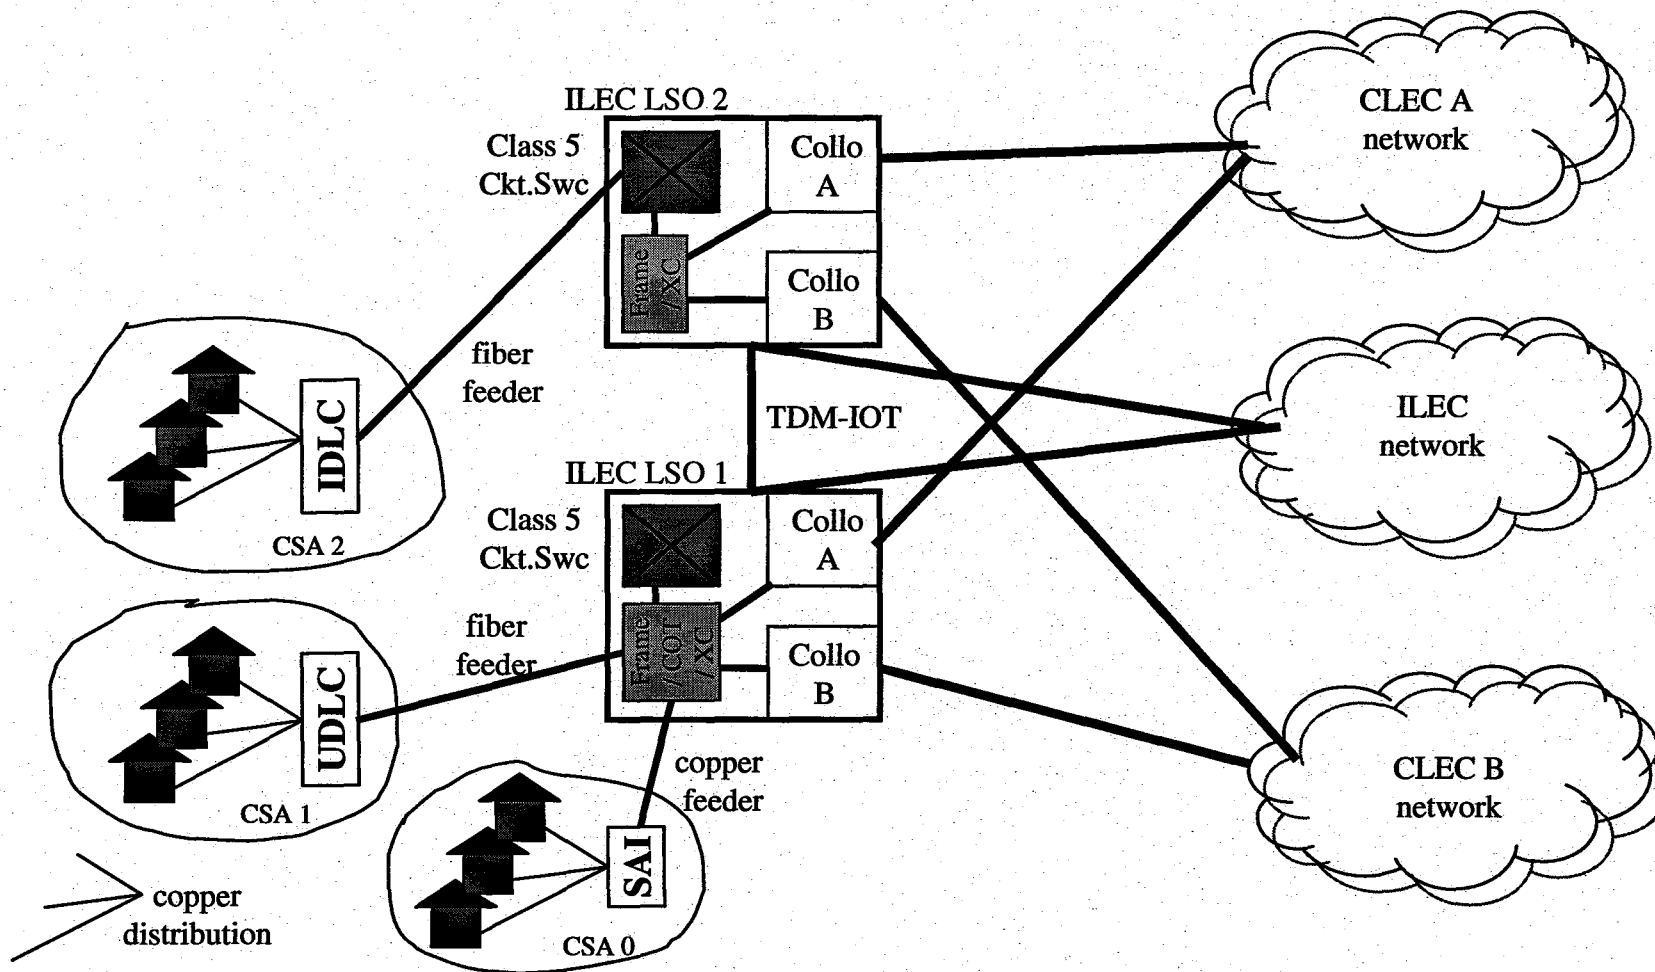 ILEC LSO 2
Class 5
Ckt.Swc
Collo
A
Frame
/XC
Collo
B
CLEC A
network
fiber
feeder
IDLC
CSA 2
TDM-IOT
ILEC
network
ILEC LSO 1
Class 5
Ckt.Swc
Collo
A
Frame
/COT
/XC
Collo
B
fiber
feeder
UDLC
CSA 1
copper
feeder
SAI
CSA 0
CLEC B
network
copper
distribution